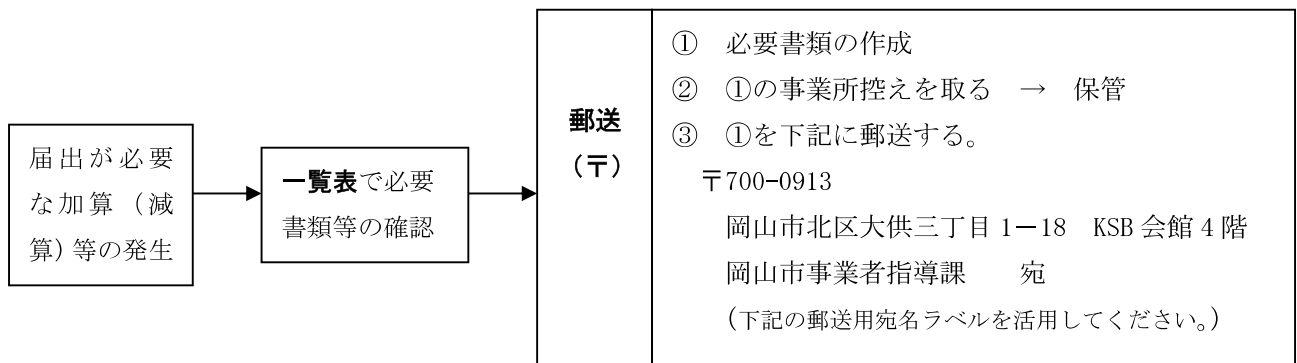 届出が必要
な加算（減
算）等の発生
一覧表で必要
書類等の確認
郵送
（〒）
①　必要書類の作成
②　①の事業所控えを取る　→　保管
③　①を下記に郵送する。
〒700-0913
岡山市北区大供三丁目1－18　KSB会館4階
岡山市事業者指導課　　宛
（下記の郵送用宛名ラベルを活用してください。）